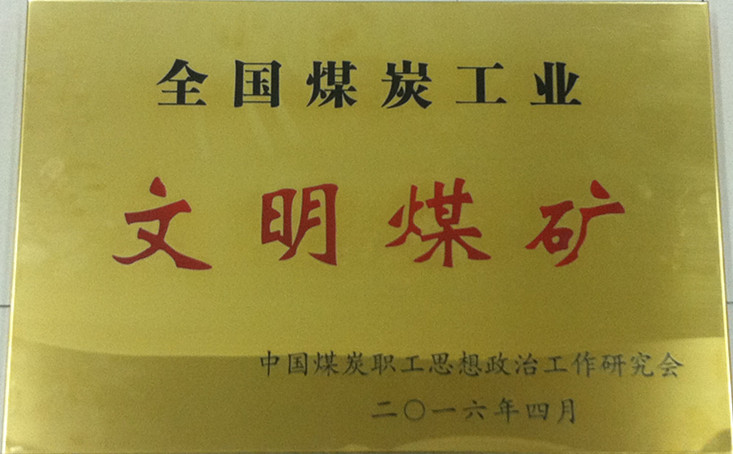 全国煤炭工业
文明煤矿
中国煤炭职工思想政治工作研究会
二〇一六年四月